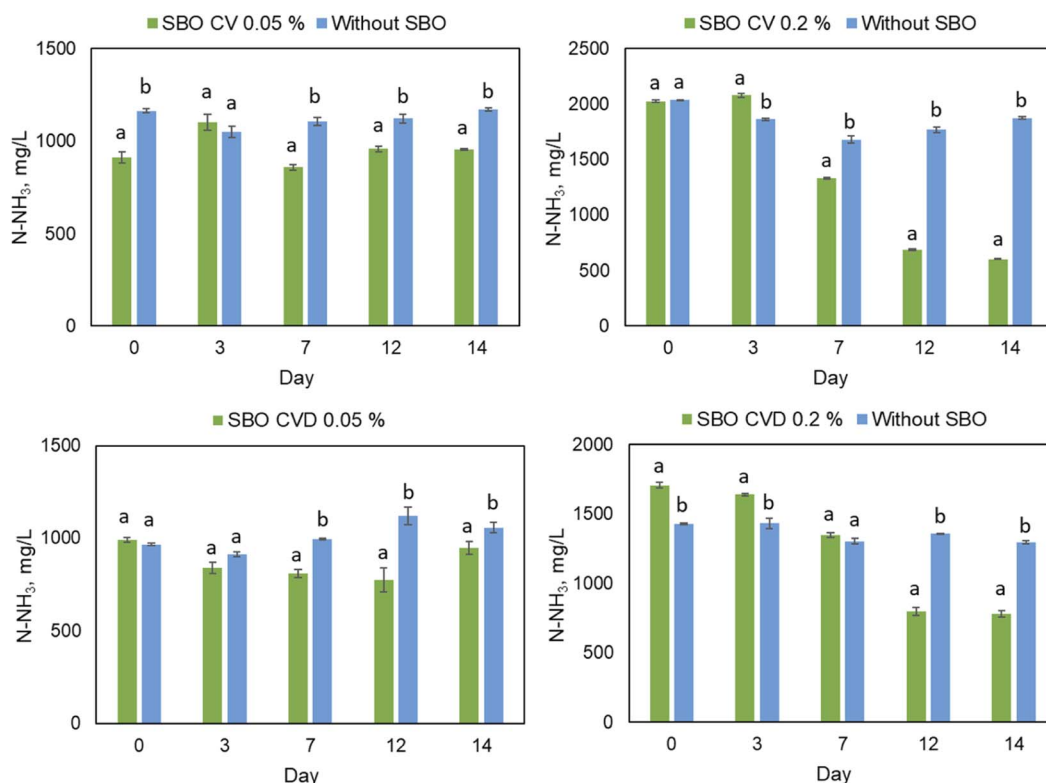 SBO CV 0.05 % Without SBO
1500
1000
500
0
N-NH₃, mg/L
a b a a a b a b a b
0 3 7 12 14
Day
SBO CV 0.2 % Without SBO
2500
2000
1500
1000
500
0
N-NH₃, mg/L
a a a b a b a b a b
0 3 7 12 14
Day
SBO CVD 0.05 % Without SBO
1500
1000
500
0
N-NH₃, mg/L
a a a a a b a b a b
0 3 7 12 14
Day
SBO CVD 0.2 % Without SBO
2000
1500
1000
500
0
N-NH₃, mg/L
a b a b a a a b a b
0 3 7 12 14
Day